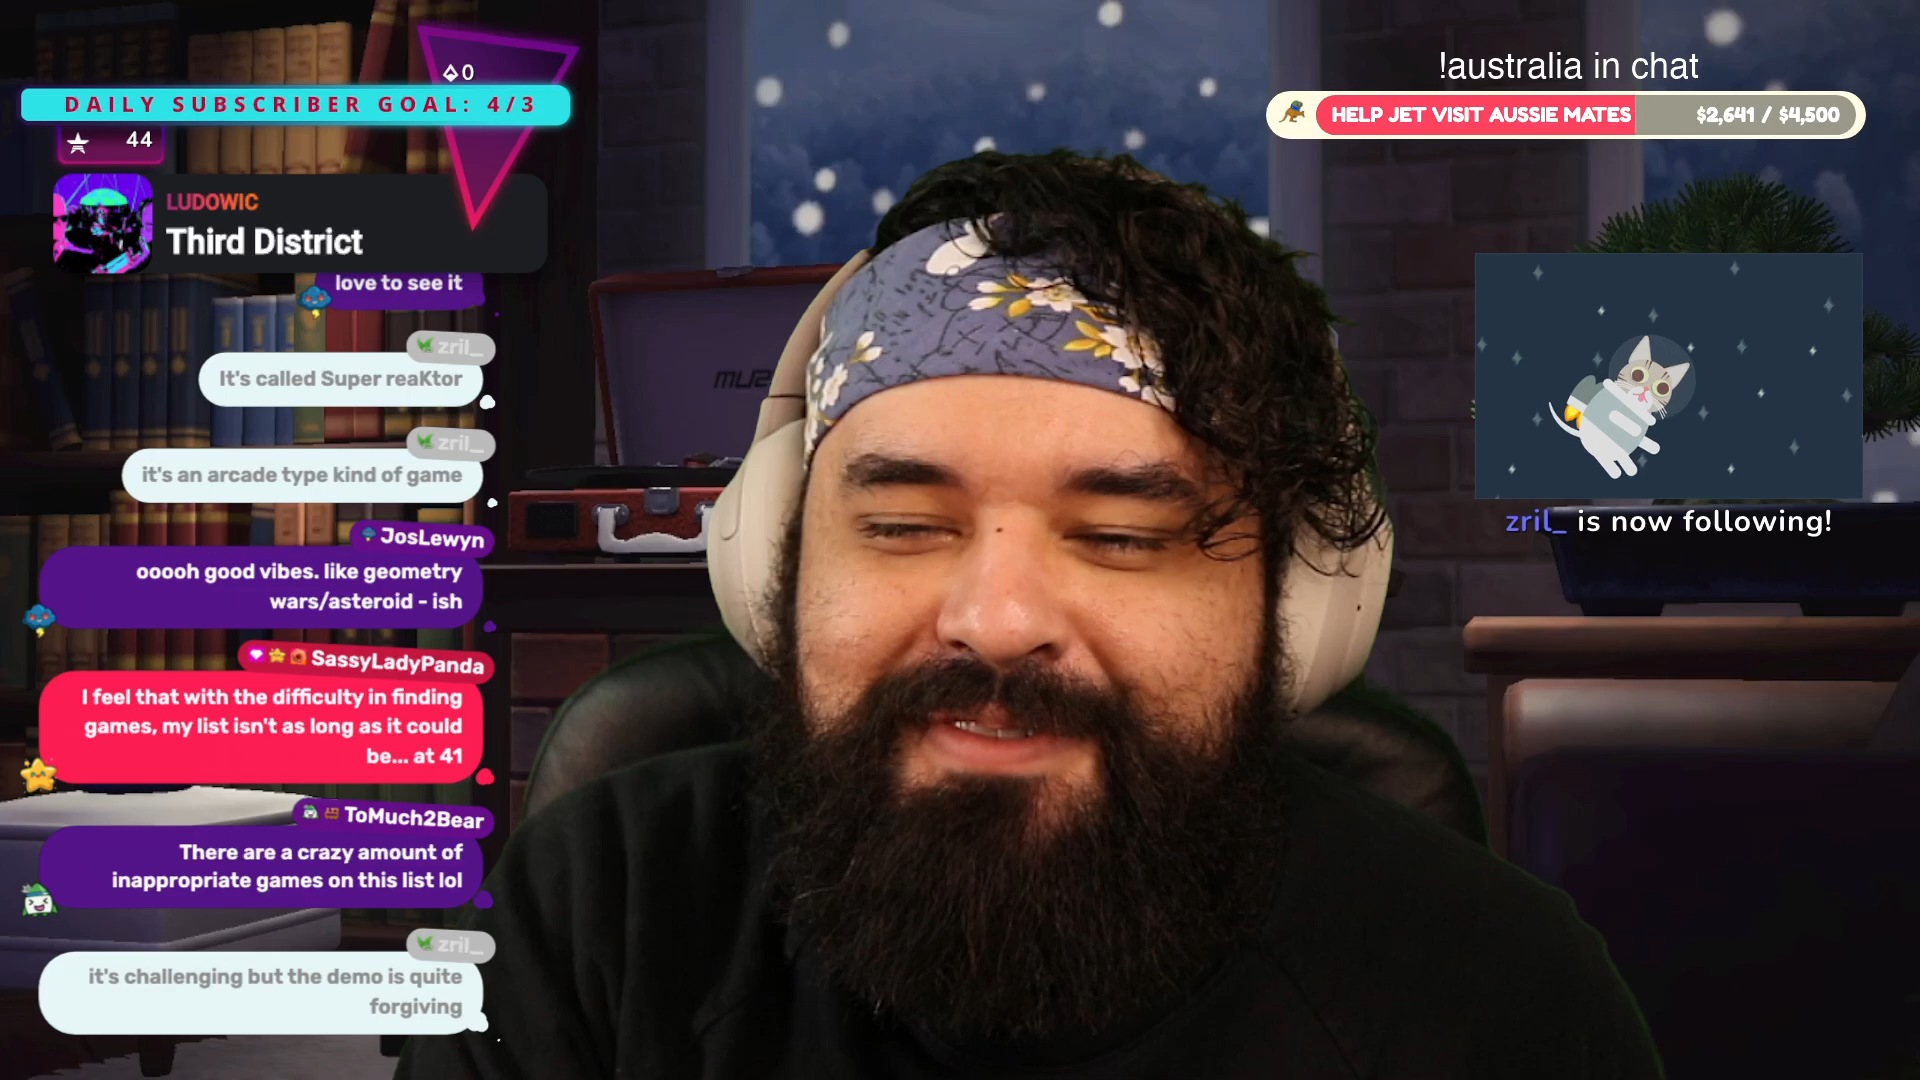 0
DAILY SUBSCRIBER GOAL: 4/3
44
LUDOWIC
Third District
love to see it
zril_
It's called Super reaKtor
zril_
it's an arcade type kind of game
JosLewyn
ooooh good vibes. like geometry
wars/asteroid - ish
SassyLadyPanda
I feel that with the difficulty in finding
games, my list isn't as long as it could
be... at 41
ToMuch2Bear
There are a crazy amount of
inappropriate games on this list lol
zril_
it's challenging but the demo is quite
forgiving
!australia in chat
HELP JET VISIT AUSSIE MATES $2,641 / $4,500
zril_ is now following!